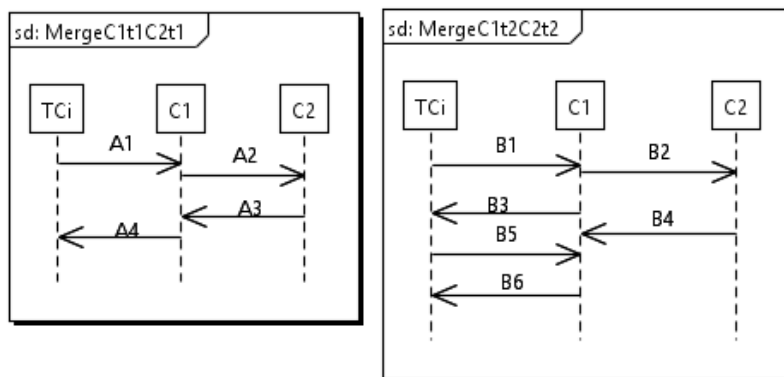 sd: MergeC1t1C2t1
TCi
C1
C2
A1
A2
A3
A4
sd: MergeC1t2C2t2
TCi
C1
C2
B1
B2
B3
B4
B5
B6